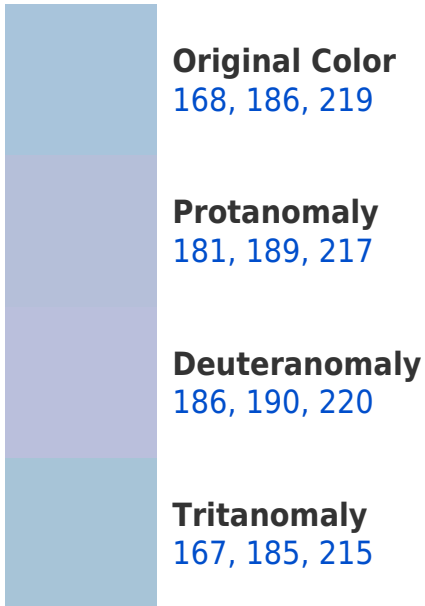 Original Color
168, 186, 219
Protanomaly
181, 189, 217
Deuteranomaly
186, 190, 220
Tritanomaly
167, 185, 215